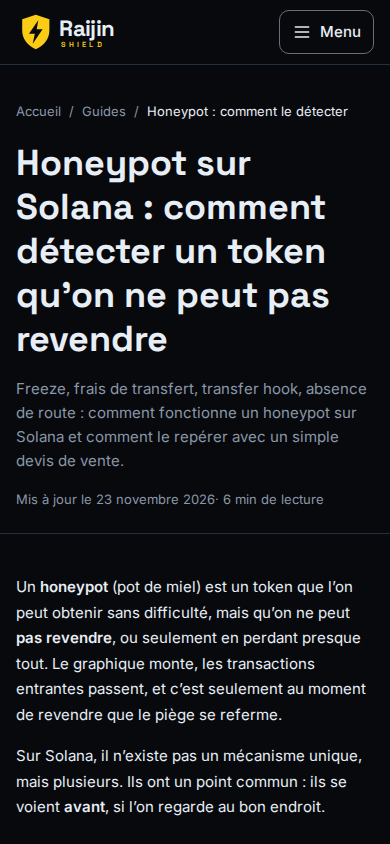 Raijin
SHIELD
Menu
Accueil / Guides / Honeypot : comment le détecter
Honeypot sur
Solana : comment
détecter un token
qu’on ne peut pas
revendre
Freeze, frais de transfert, transfer hook, absence
de route : comment fonctionne un honeypot sur
Solana et comment le repérer avec un simple
devis de vente.
Mis à jour le 23 novembre 2026· 6 min de lecture
Un honeypot (pot de miel) est un token que l’on
peut obtenir sans difficulté, mais qu’on ne peut
pas revendre, ou seulement en perdant presque
tout. Le graphique monte, les transactions
entrantes passent, et c’est seulement au moment
de revendre que le piège se referme.
Sur Solana, il n’existe pas un mécanisme unique,
mais plusieurs. Ils ont un point commun : ils se
voient avant, si l’on regarde au bon endroit.